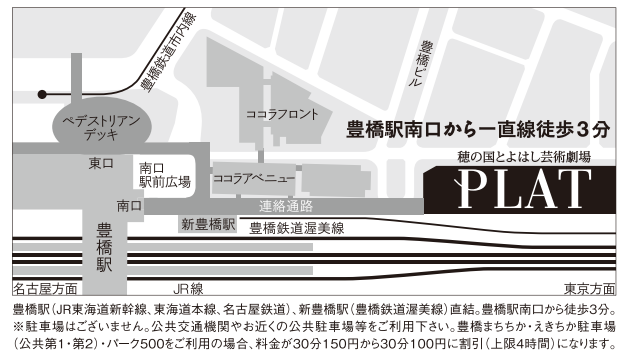 豊橋鉄道市内線
豊橋ビル
ペデストリアン
デッキ
ココラフロント
豊橋駅南口から一直線徒歩3分
東口
南口
駅前広場
ココラアベニュー
穂の国とよはし芸術劇場
PLAT
南口
連絡通路
新豊橋駅
豊橋鉄道渥美線
豊橋駅
名古屋方面
JR線
東京方面
豊橋駅(JR東海道新幹線、東海道本線、名古屋鉄道)、新豊橋駅(豊橋鉄道渥美線)直結。豊橋駅南口から徒歩3分。
※駐車場はございません。公共交通機関やお近くの公共駐車場等をご利用下さい。豊橋まちちか・えきちか駐車場
(公共第1・第2)・パーク500をご利用の場合、料金が30分150円から30分100円に割引(上限4時間)になります。